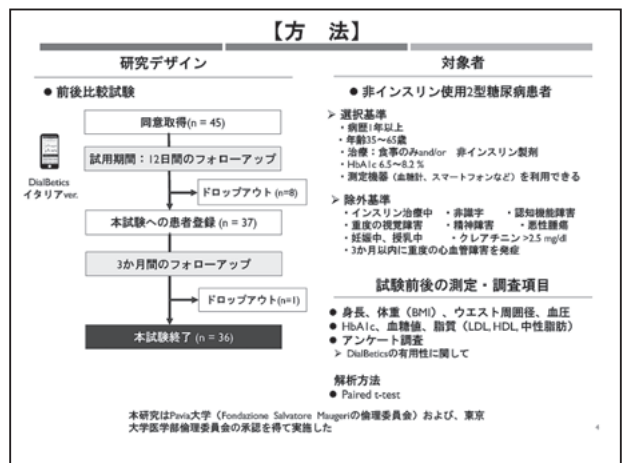 【方　法】
研究デザイン
● 前後比較試験
同意取得(n = 45)
試用期間：12日間のフォローアップ
DialBetics
イタリアver.
ドロップアウト(n=8)
本試験への患者登録 (n = 37)
3か月間のフォローアップ
ドロップアウト(n=1)
本試験終了 (n = 36)
対象者
● 非インスリン使用2型糖尿病患者
➢ 選択基準
・病歴1年以上
・年齢35～65歳
・治療：食事のみand/or 非インスリン製剤
・HbA1c 6.5～8.2 %
・測定機器（血糖計、スマートフォンなど）を利用できる
➢ 除外基準
・インスリン治療中　・非識字　・認知機能障害
・重度の視覚障害　・精神障害　・悪性腫瘍
・妊娠中、授乳中　・クレアチニン >2.5 mg/dl
・3か月以内に重度の心血管障害を発症
試験前後の測定・調査項目
● 身長、体重（BMI）、ウエスト周囲径、血圧
● HbA1c、血糖値、脂質（LDL, HDL, 中性脂肪）
● アンケート調査
➢ DialBeticsの有用性に関して
解析方法
● Paired t-test
本研究はPavia大学（Fondazione Salvatore Maugeriの倫理委員会）および、東京
大学医学部倫理委員会の承認を得て実施した
4